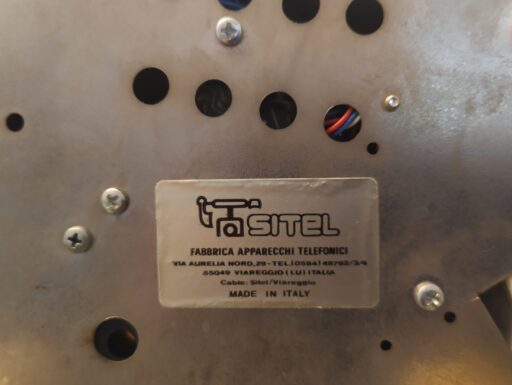 SITEL
FABBRICA APPARECCHI TELEFONICI
VIA AURELIA NORD,29-TEL.(0584) 49762/3/4
55049 VIAREGGIO (LU) ITALIA
Cable: Sitel/Viareggio
MADE IN ITALY